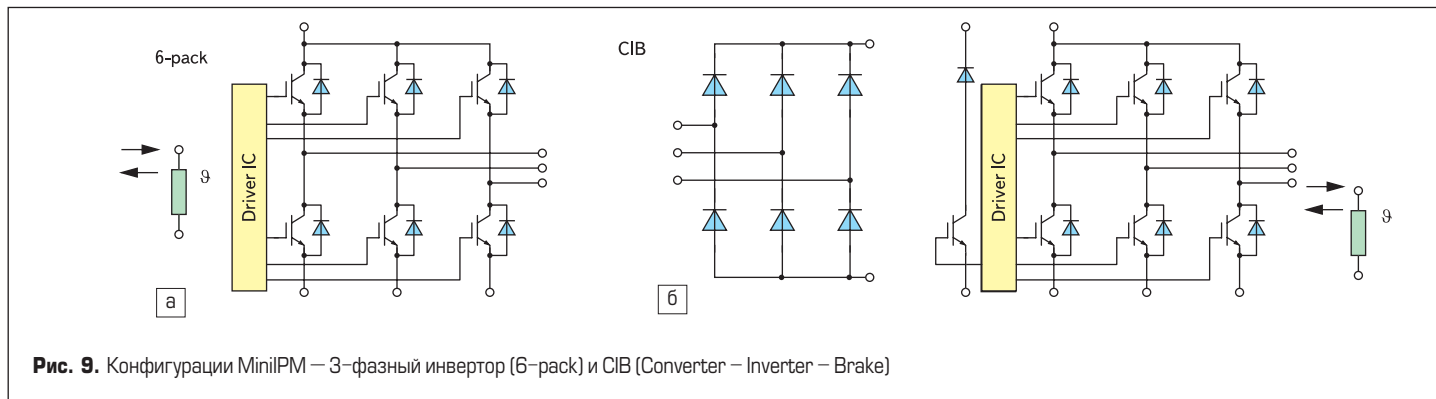 6-pack
Driver IC
ϑ
а
CIB
б
Driver IC
ϑ
Рис. 9. Конфигурации MiniIPM — 3-фазный инвертор (6-pack) и CIB (Converter — Inverter — Brake)